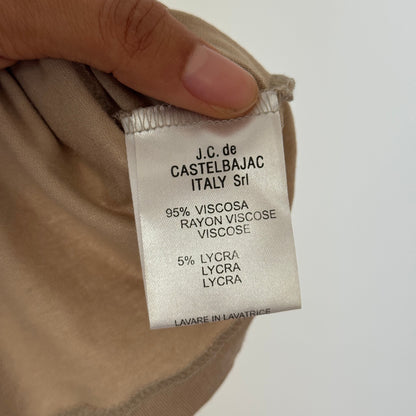 J.C. de
CASTELBAJAC
ITALY Srl
95% VISCOSA
RAYON VISCOSE
VISCOSE
5% LYCRA
LYCRA
LYCRA
LAVARE IN LAVATRICE